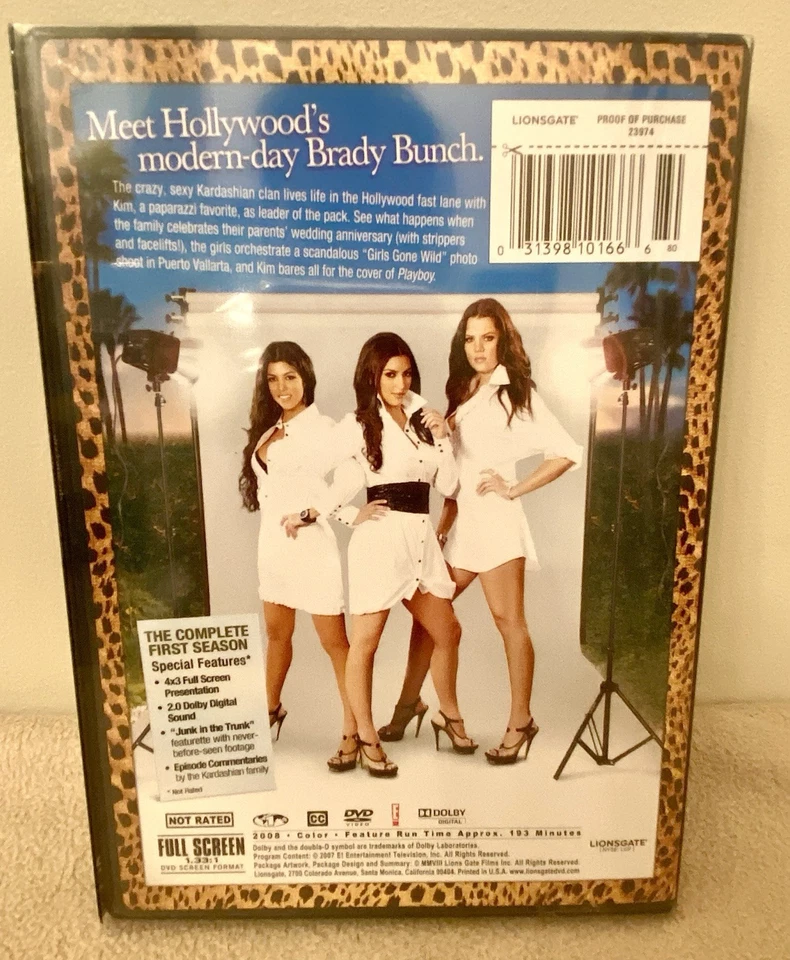 Meet Hollywood's
modern-day Brady Bunch.
The crazy, sexy Kardashian clan lives life in the Hollywood fast lane with
Kim, a paparazzi favorite, as leader of the pack. See what happens when
the family celebrates their parents' wedding anniversary (with strippers
and facelifts!), the girls orchestrate a scandalous "Girls Gone Wild" photo
shoot in Puerto Vallarta, and Kim bares all for the cover of Playboy.
LIONSGATE PROOF OF PURCHASE
23974
0 31398 10166 6 80
THE COMPLETE
FIRST SEASON
Special Features*
• 4x3 Full Screen
Presentation
• 2.0 Dolby Digital
Sound
• "Junk in the Trunk"
featurette with never-
before-seen footage
• Episode Commentaries
by the Kardashian family
* Not Rated
NOT RATED
CC
DVD
VIDEO
E!
DOLBY
DIGITAL
FULL SCREEN
1.33:1
DVD SCREEN FORMAT
2008 • Color • Feature Run Time Approx. 193 Minutes
Dolby and the double-D symbol are trademarks of Dolby Laboratories.
Program Content: © 2007 E! Entertainment Television, Inc. All Rights Reserved.
Package Artwork, Package Design and Summary: © MMVIII Lions Gate Films Inc. All Rights Reserved.
Lionsgate, 2700 Colorado Avenue, Santa Monica, California 90404. Printed in U.S.A. www.lionsgatedvd.com
LIONSGATE